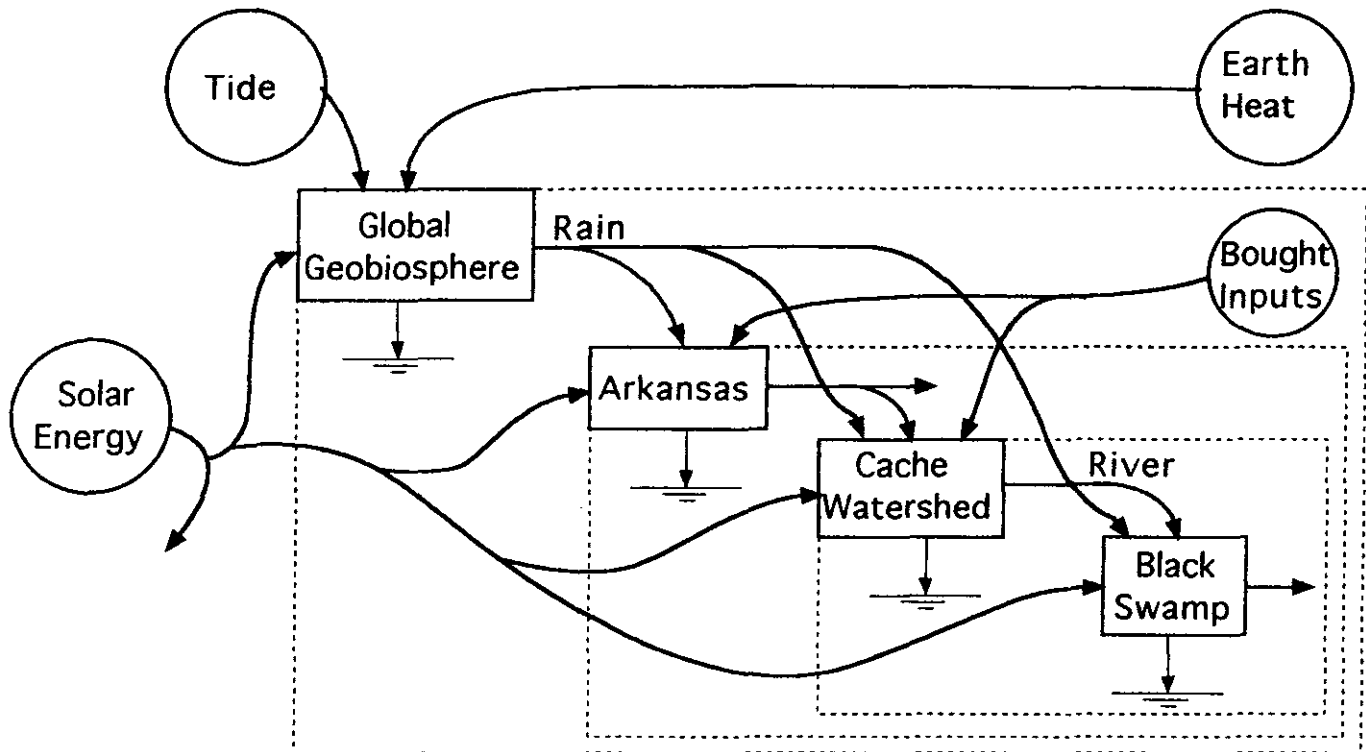 Tide
Earth
Heat
Global
Geobiosphere
Rain
Bought
Inputs
Solar
Energy
Arkansas
Cache
Watershed
River
Black
Swamp